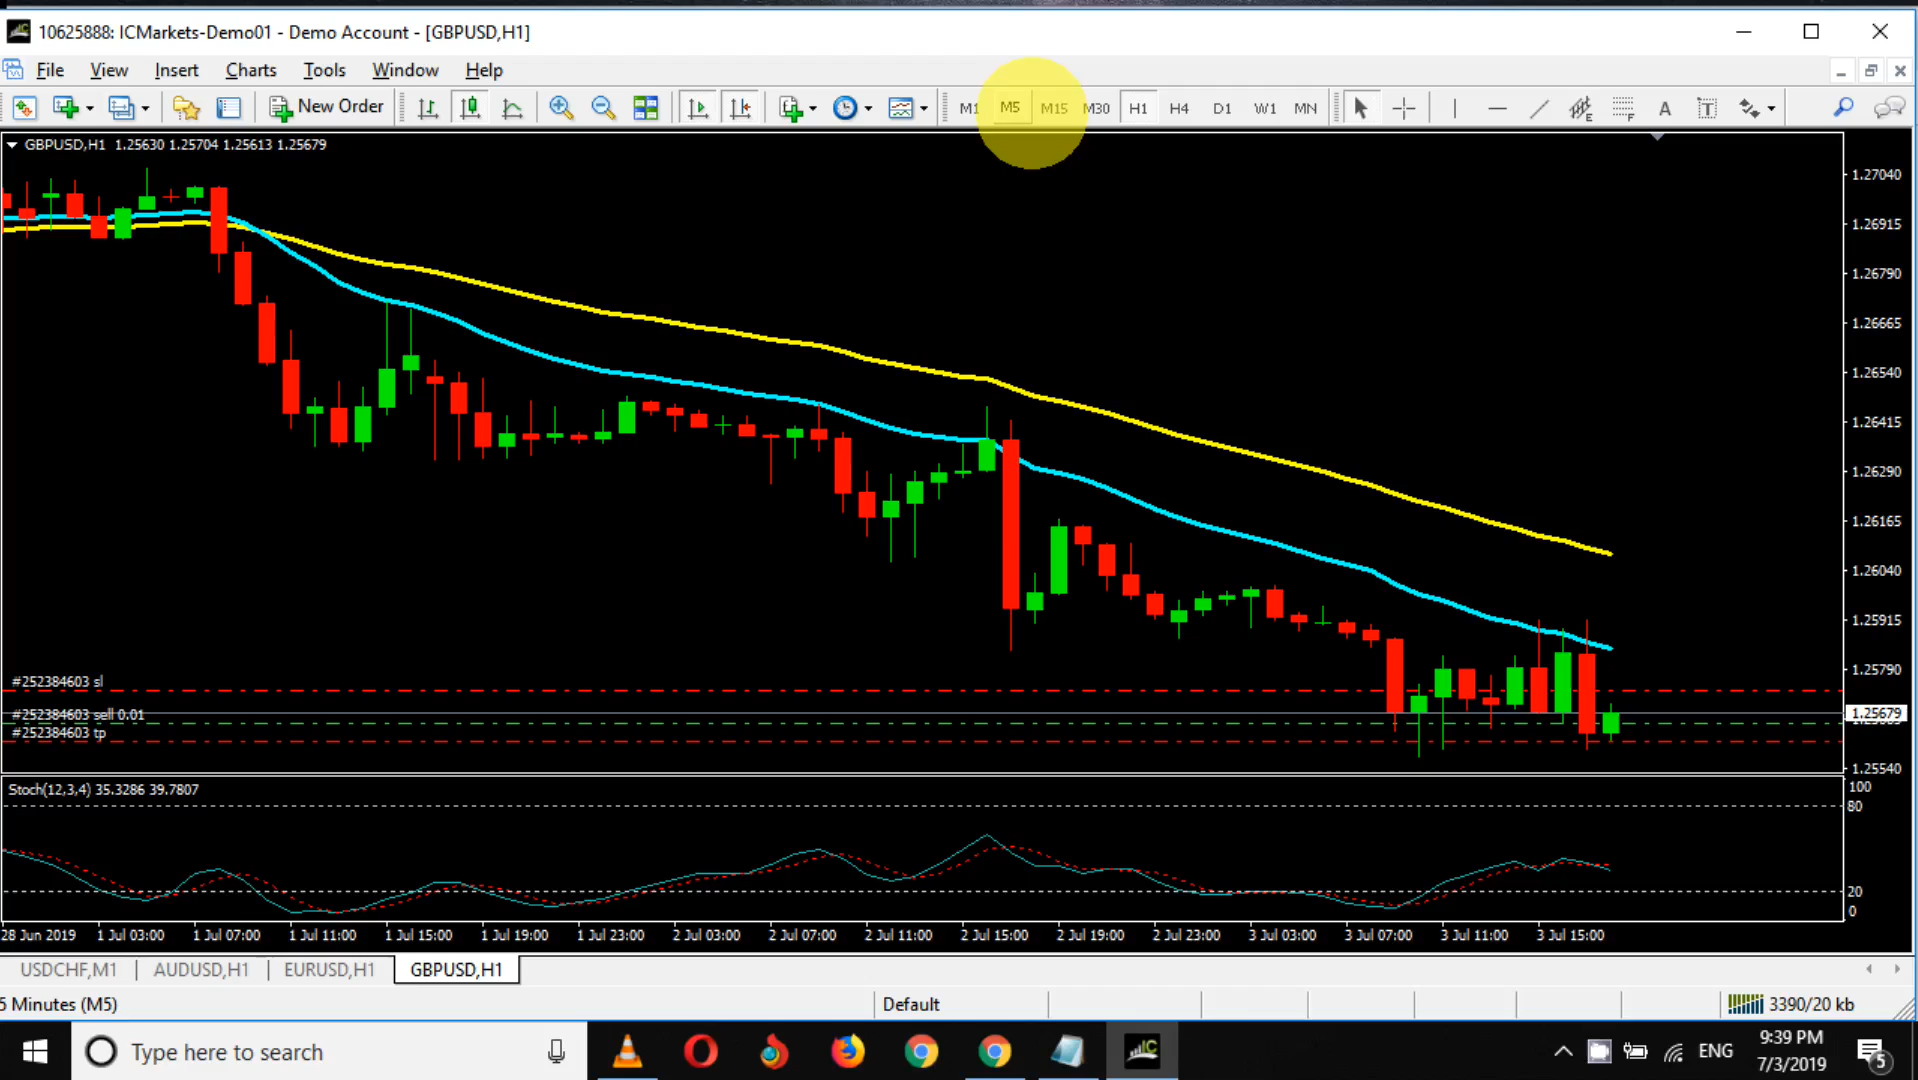 10625888: ICMarkets-Demo01 - Demo Account - [GBPUSD,H1]
File View Insert Charts Tools Window Help
New Order M1 M5 M15 M30 H1 H4 D1 W1 MN
GBPUSD,H1 1.25630 1.25704 1.25613 1.25679
1.27040
1.26915
1.26790
1.26665
1.26540
1.26415
1.26290
1.26165
1.26040
1.25915
1.25790
#252384603 sl
#252384603 sell 0.01
1.25679
#252384603 tp
1.25540
Stoch(12,3,4) 35.3286 39.7807
100
80
20
0
28 Jun 2019 1 Jul 03:00 1 Jul 07:00 1 Jul 11:00 1 Jul 15:00 1 Jul 19:00 1 Jul 23:00 2 Jul 03:00 2 Jul 07:00 2 Jul 11:00 2 Jul 15:00 2 Jul 19:00 2 Jul 23:00 3 Jul 03:00 3 Jul 07:00 3 Jul 11:00 3 Jul 15:00
USDCHF,M1 AUDUSD,H1 EURUSD,H1 GBPUSD,H1
5 Minutes (M5) Default 3390/20 kb
Type here to search IC ENG 9:39 PM
7/3/2019 5